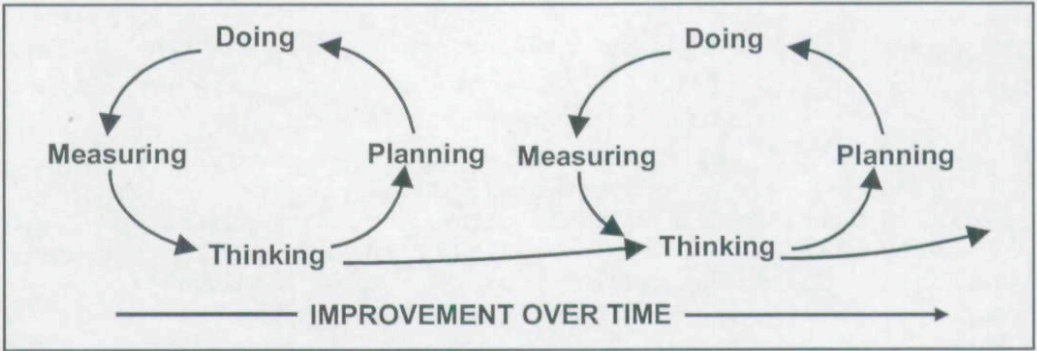 Doing
Doing
Measuring
Planning
Measuring
Planning
Thinking
Thinking
IMPROVEMENT OVER TIME